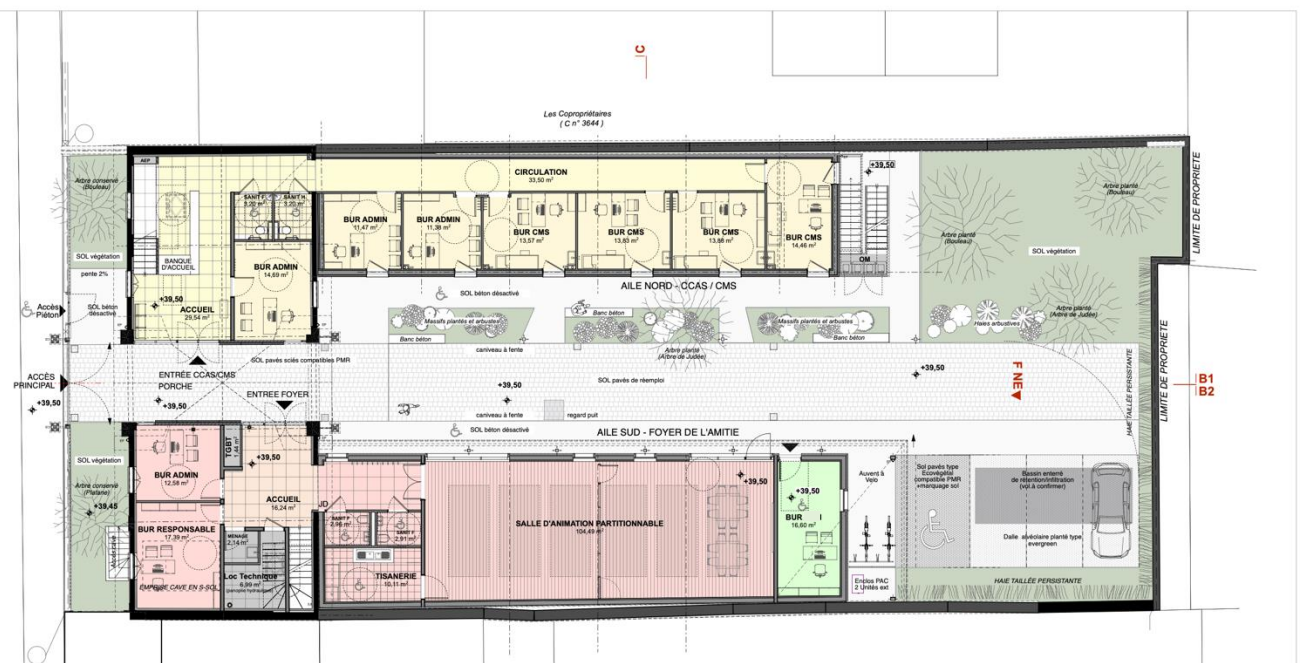 C
Les Copropriétaires
( C n° 3644 )
AEP
+39,50
CIRCULATION
33,50 m²
Arbre conservé
(Bouleau)
SANIT F
3,20 m²
SANIT H
3,20 m²
BUR ADMIN
11,47 m²
BUR ADMIN
11,38 m²
BUR CMS
13,57 m²
BUR CMS
13,83 m²
BUR CMS
13,88 m²
BUR CMS
14,46 m²
Arbre planté
(Bouleau)
Arbre planté
(Bouleau)
LIMITE DE PROPRIETE
SOL végétation
pente 2%
BANQUE
D'ACCUEIL
BUR ADMIN
14,69 m²
OM
SOL végétation
AILE NORD - CCAS / CMS
SOL béton désactivé
Accès
Piéton
SOL béton
désactivé
+39,50
ACCUEIL
29,54 m²
Massifs plantés et arbustes
Banc béton
Massifs plantés et arbustes
Haies arbustives
Arbre planté
(Arbre de Judée)
Banc béton
Banc béton
SOL pavés sciés compatibles PMR
caniveau à fente
Arbre planté
(Arbre de Judée)
ACCÈS
PRINCIPAL
+39,50
ENTRÉE CCAS/CMS
PORCHE
+39,50
ENTREE FOYER
+39,50
SOL pavés de réemploi
+39,50
F NE
B1
B2
HAIE TAILLÉE PERSISTANTE
LIMITE DE PROPRIETE
caniveau à fente
regard puit
SOL béton désactivé
AILE SUD - FOYER DE L'AMITIE
SOL végétation
BUR ADMIN
12,58 m²
TGBT
+39,50
Arbre conservé
(Platane)
+39,45
ACCUEIL
16,24 m²
+39,50
+39,50
Auvent à
Velo
Sol pavés type
Ecovégétal
compatible PMR
+marquage sol
Bassin enterré
de rétention/infiltration
(vol.à confirmer)
BUR RESPONSABLE
17,39 m²
MENAGE
2,14 m²
SANIT F
2,96 m²
2,91 m²
SALLE D'ANIMATION PARTITIONNABLE
104,49 m²
BUR
16,60 m²
Dalle alvéolaire planté type
evergreen
EMPRISE CAVE EN S-SOL
Loc Technique
6,99 m²
TISANERIE
10,11 m²
Enclos PAC
2 Unités ext
HAIE TAILLÉE PERSISTANTE